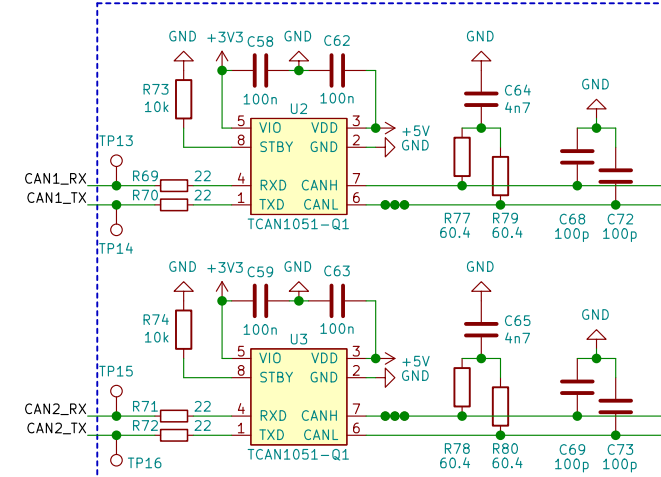 GND +3V3 C58 GND C62 GND
R73 10k 100n 100n C64 4n7 GND
U2
TP13 5 VIO VDD 3 +5V
8 STBY GND 2 GND
CAN1_RX R69 22 4 RXD CANH 7
CAN1_TX R70 22 1 TXD CANL 6
TP14 TCAN1051-Q1 R77 60.4 R79 60.4 C68 100p C72 100p
GND +3V3 C59 GND C63 GND
R74 10k 100n 100n C65 4n7 GND
U3
TP15 5 VIO VDD 3 +5V
8 STBY GND 2 GND
CAN2_RX R71 22 4 RXD CANH 7
CAN2_TX R72 22 1 TXD CANL 6
TP16 TCAN1051-Q1 R78 60.4 R80 60.4 C69 100p C73 100p